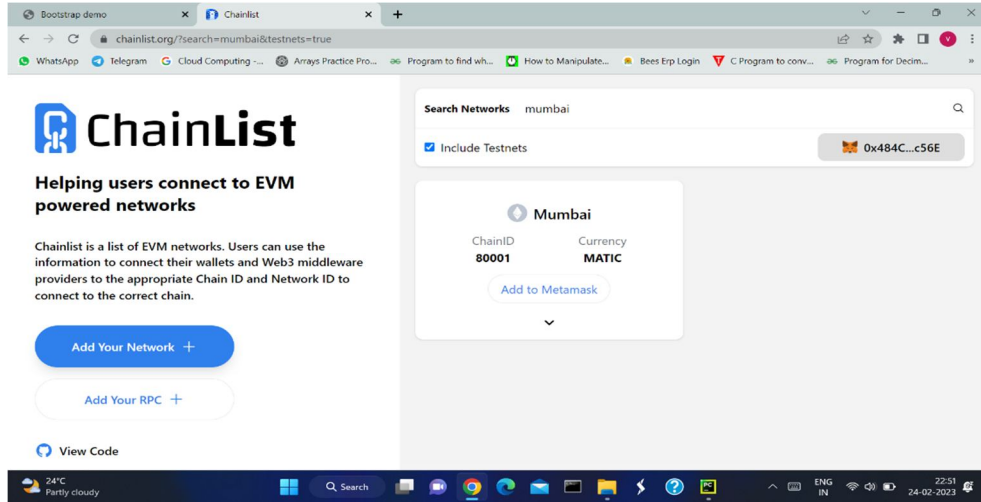 Bootstrap demo
Chainlist
chainlist.org/?search=mumbai&testnets=true
WhatsApp Telegram Cloud Computing -... Arrays Practice Pro... Program to find wh... How to Manipulate... Bees Erp Login C Program to conv... Program for Decim... »
ChainList
Helping users connect to EVM
powered networks
Chainlist is a list of EVM networks. Users can use the
information to connect their wallets and Web3 middleware
providers to the appropriate Chain ID and Network ID to
connect to the correct chain.
Add Your Network +
Add Your RPC +
View Code
Search Networks mumbai
Include Testnets
0x484C...c56E
Mumbai
ChainID Currency
80001 MATIC
Add to Metamask
24°C
Partly cloudy
Search
ENG
IN
22:51
24-02-2023